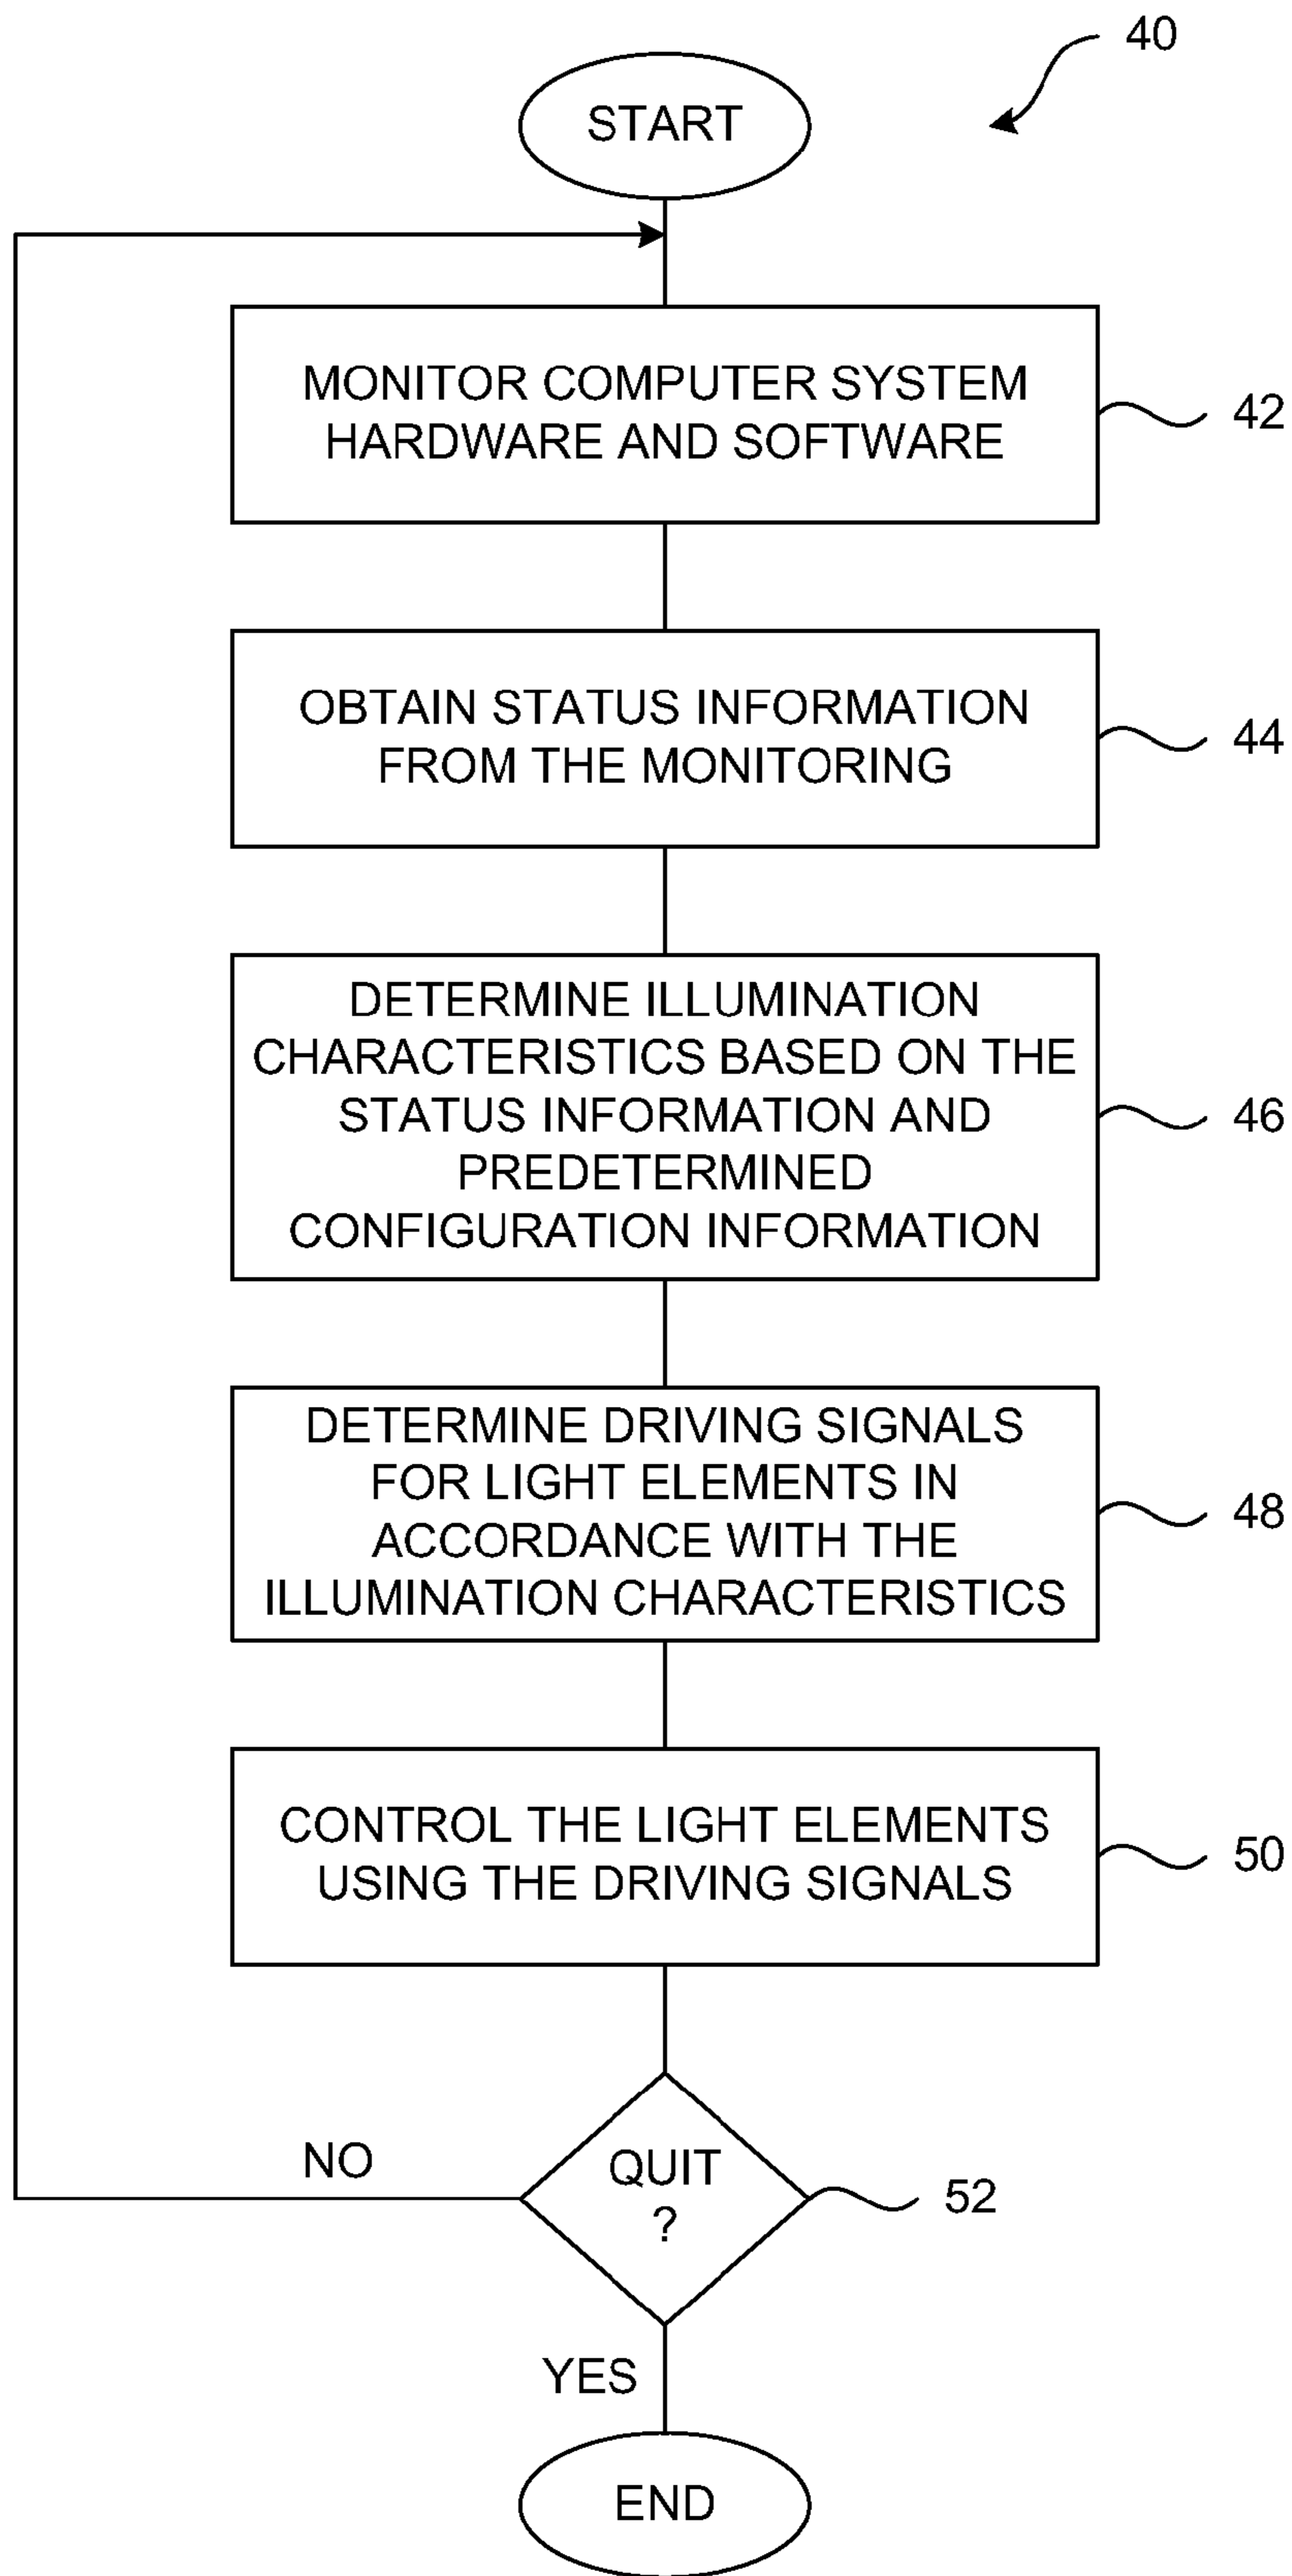 40
START
MONITOR COMPUTER SYSTEM
HARDWARE AND SOFTWARE
42
OBTAIN STATUS INFORMATION
FROM THE MONITORING
44
DETERMINE ILLUMINATION
CHARACTERISTICS BASED ON THE
STATUS INFORMATION AND
PREDETERMINED
CONFIGURATION INFORMATION
46
DETERMINE DRIVING SIGNALS
FOR LIGHT ELEMENTS IN
ACCORDANCE WITH THE
ILLUMINATION CHARACTERISTICS
48
CONTROL THE LIGHT ELEMENTS
USING THE DRIVING SIGNALS
50
NO
QUIT
?
52
YES
END